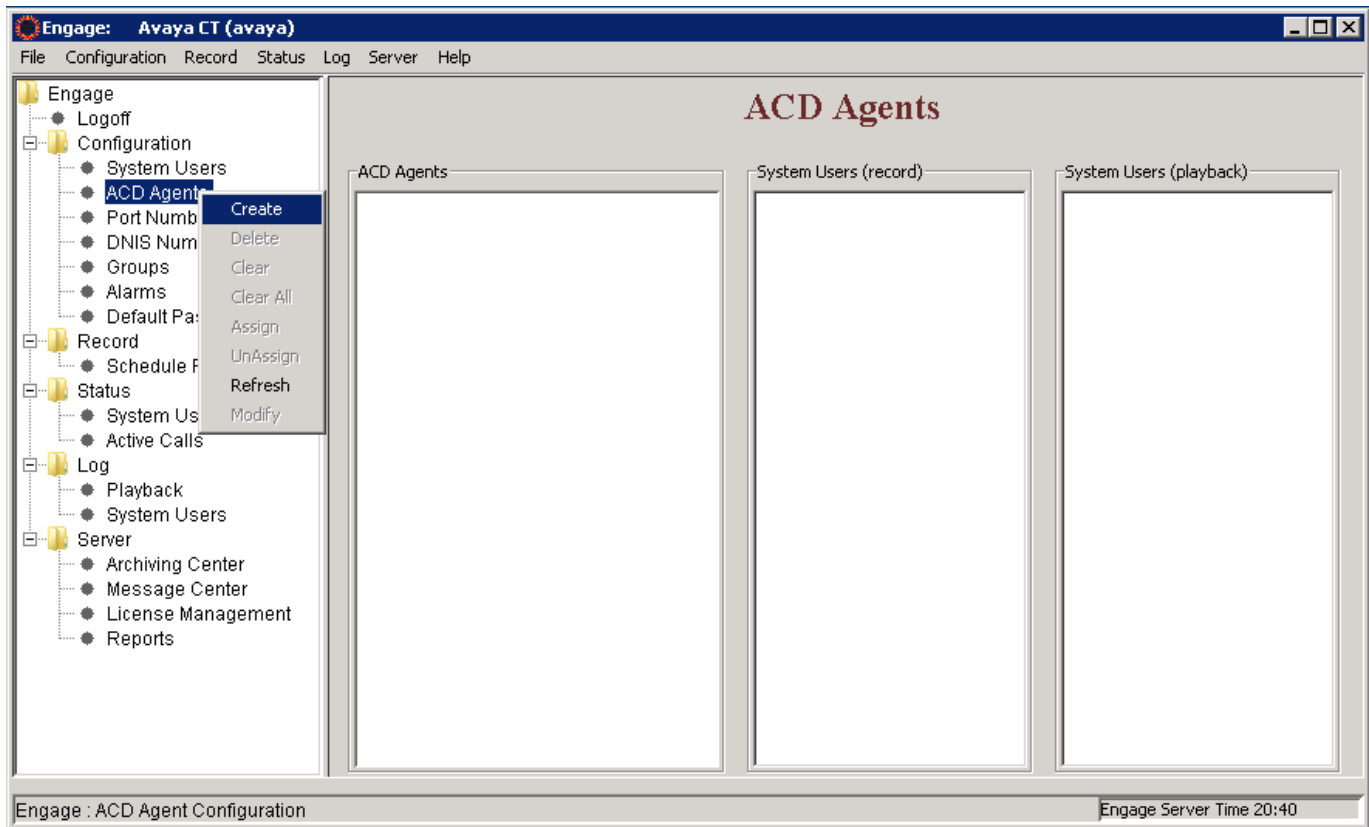 Engage: Avaya CT (avaya)
File Configuration Record Status Log Server Help
Engage
Logoff
Configuration
System Users
ACD Agents
Port Numb
DNIS Num
Groups
Alarms
Default Pa
Record
Schedule
Status
System Us
Active Calls
Log
Playback
System Users
Server
Archiving Center
Message Center
License Management
Reports
Create
Delete
Clear
Clear All
Assign
UnAssign
Refresh
Modify
ACD Agents
ACD Agents
System Users (record)
System Users (playback)
Engage : ACD Agent Configuration
Engage Server Time 20:40